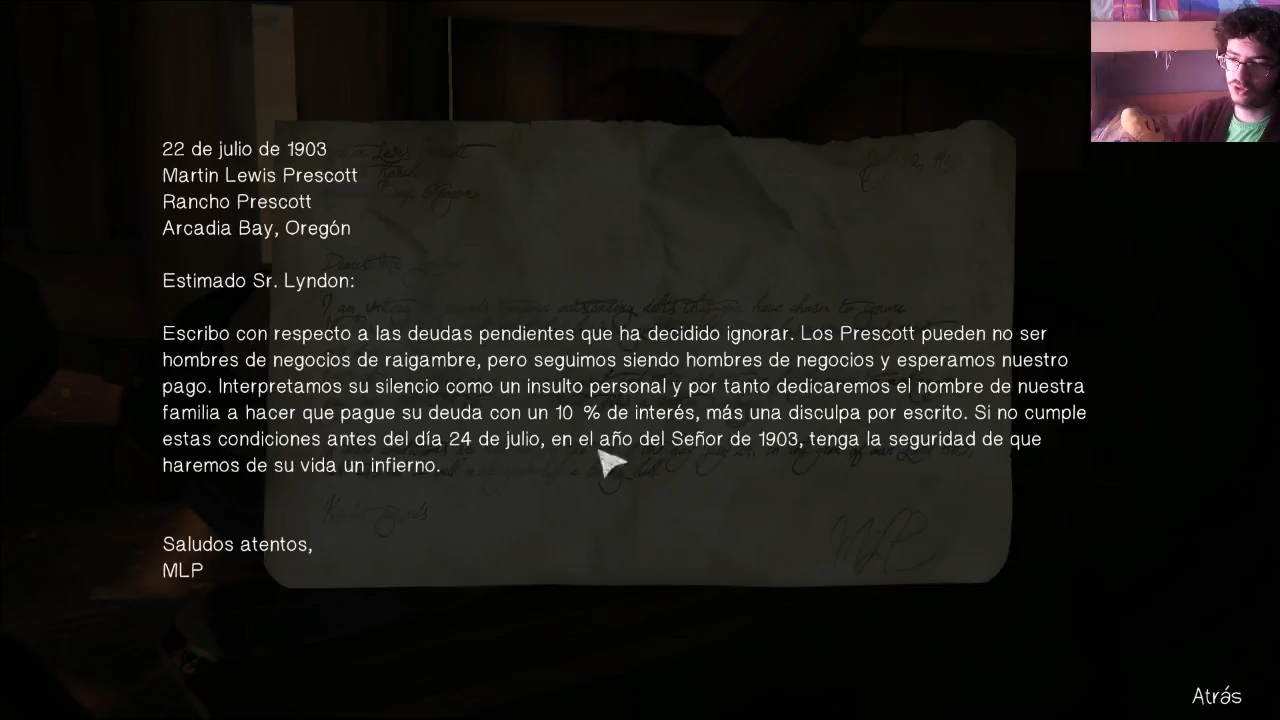 22 de julio de 1903
Martin Lewis Prescott
Rancho Prescott
Arcadia Bay, Oregón
Estimado Sr. Lyndon:
Escribo con respecto a las deudas pendientes que ha decidido ignorar. Los Prescott pueden no ser
hombres de negocios de raigambre, pero seguimos siendo hombres de negocios y esperamos nuestro
pago. Interpretamos su silencio como un insulto personal y por tanto dedicaremos el nombre de nuestra
familia a hacer que pague su deuda con un 10 % de interés, más una disculpa por escrito. Si no cumple
estas condiciones antes del día 24 de julio, en el año del Señor de 1903, tenga la seguridad de que
haremos de su vida un infierno.
Saludos atentos,
MLP
Atrás